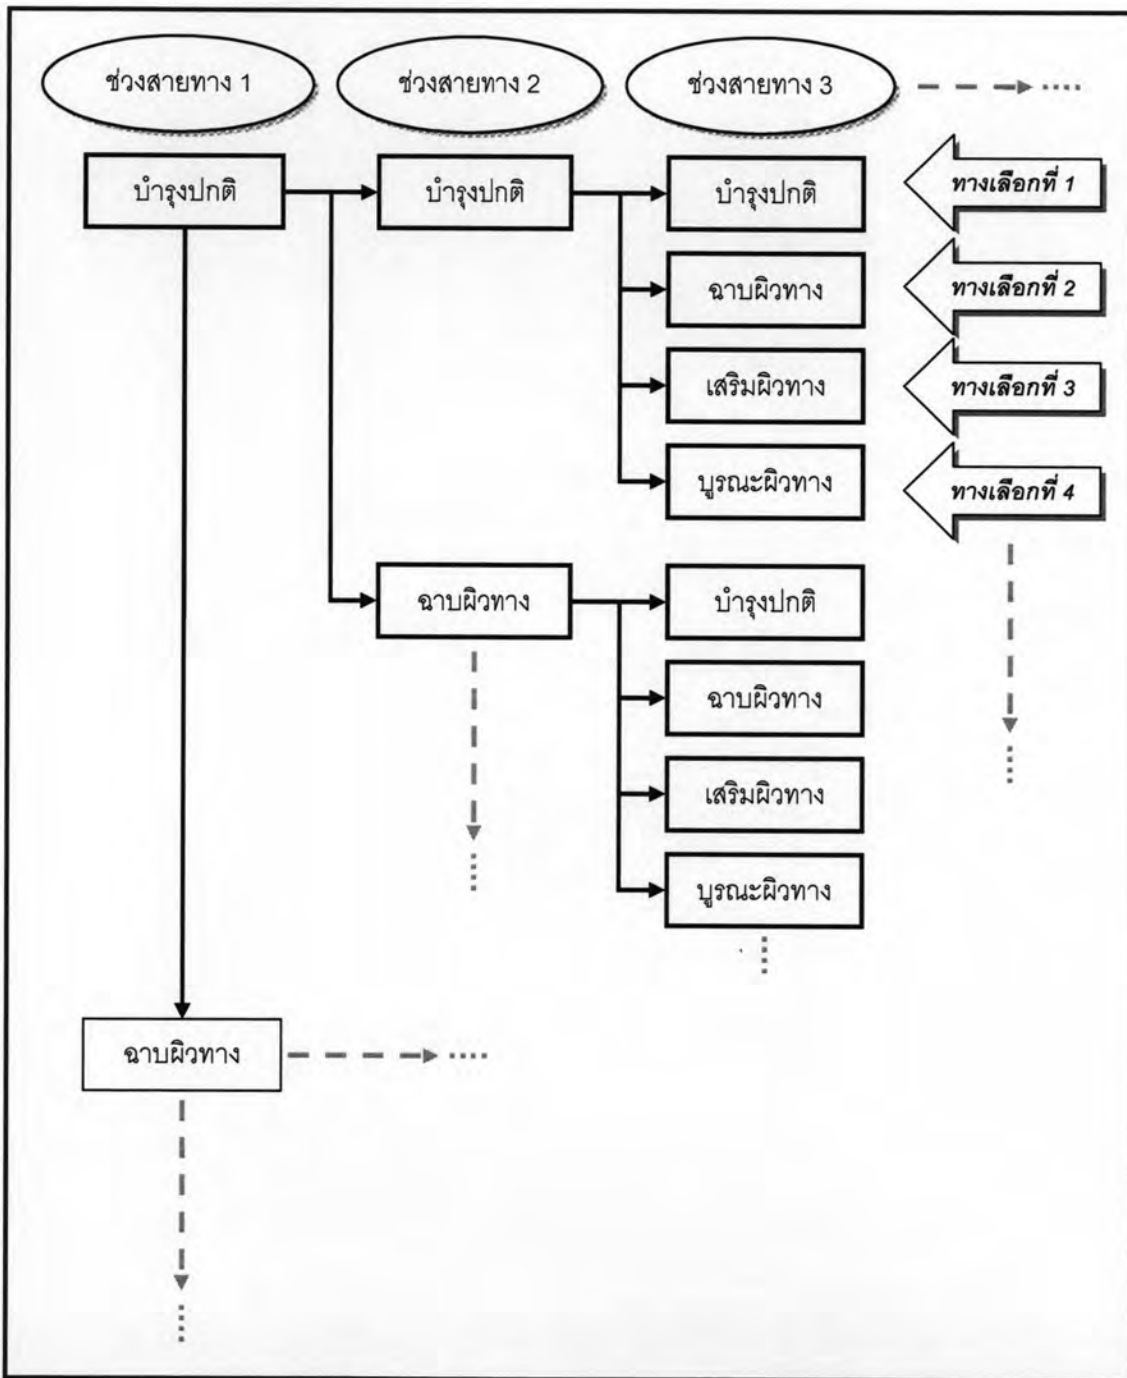 ช่วงสายทาง 1 ช่วงสายทาง 2 ช่วงสายทาง 3
บำรุงปกติ บำรุงปกติ บำรุงปกติ ทางเลือกที่ 1
ฉาบผิวทาง ทางเลือกที่ 2
เสริมผิวทาง ทางเลือกที่ 3
บูรณะผิวทาง ทางเลือกที่ 4
ฉาบผิวทาง บำรุงปกติ
ฉาบผิวทาง
เสริมผิวทาง
บูรณะผิวทาง
ฉาบผิวทาง